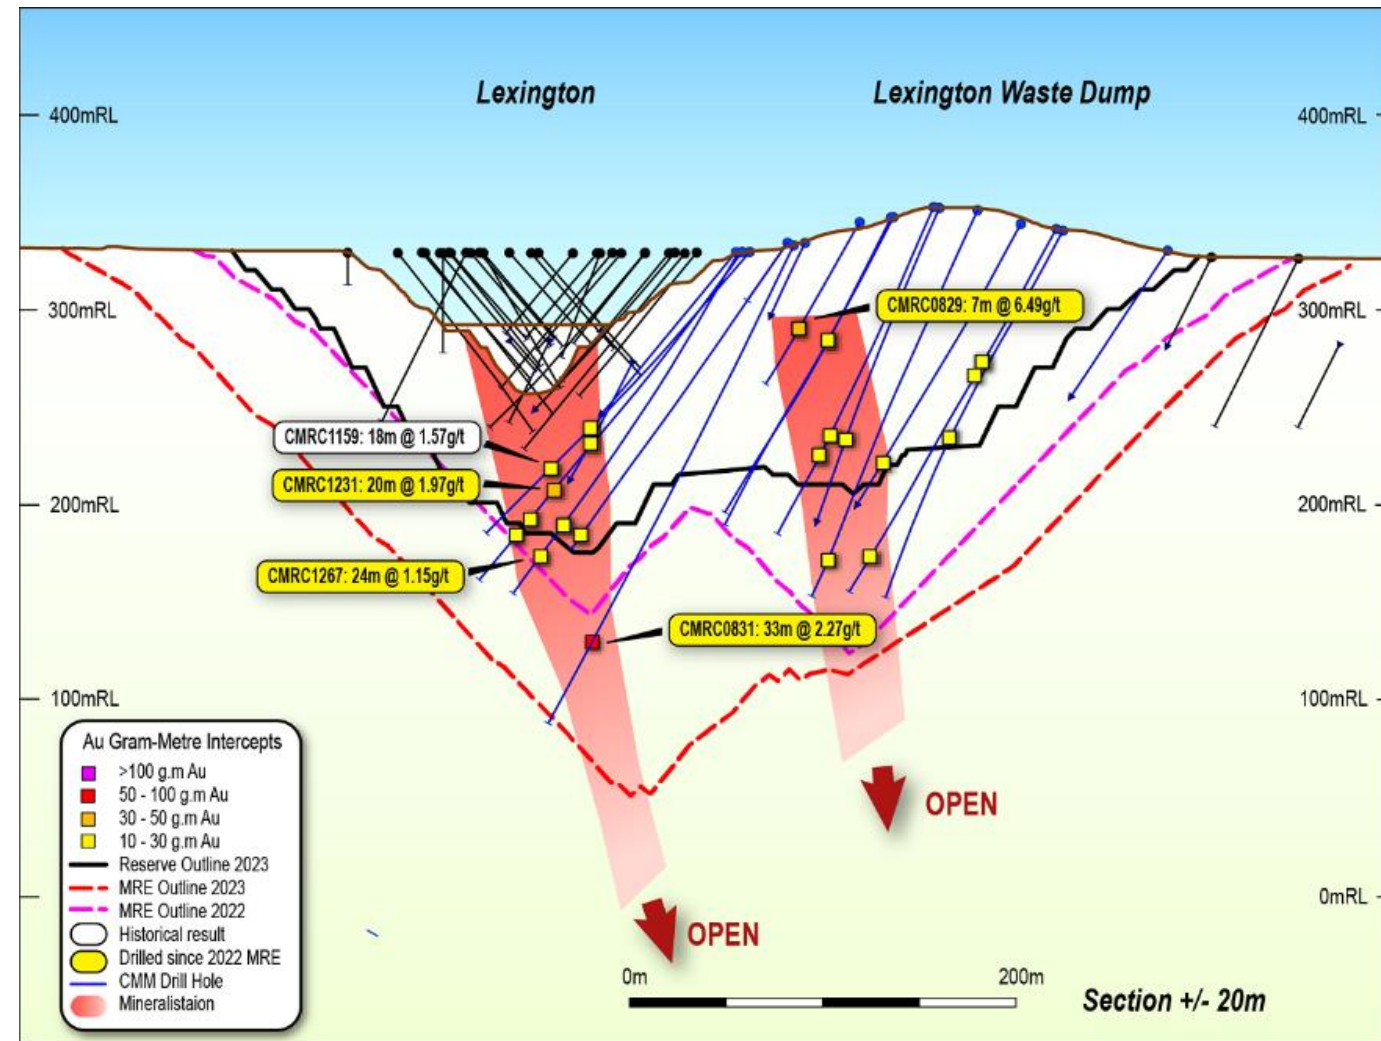 Lexington
Lexington Waste Dump
400mRL
400mRL
CMRC0829: 7m @ 6.49g/t
300mRL
300mRL
CMRC1159: 18m @ 1.57g/t
CMRC1231: 20m @ 1.97g/t
200mRL
200mRL
CMRC1267: 24m @ 1.15g/t
CMRC0831: 33m @ 2.27g/t
100mRL
100mRL
Au Gram-Metre Intercepts
>100 g.m Au
50 - 100 g.m Au
30 - 50 g.m Au
10 - 30 g.m Au
Reserve Outline 2023
MRE Outline 2023
MRE Outline 2022
Historical result
Drilled since 2022 MRE
CMM Drill Hole
Mineralistaion
OPEN
0mRL
OPEN
0m
200m
Section +/- 20m